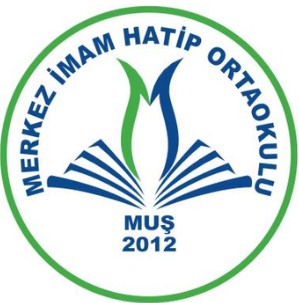 MERKEZ İMAM HATİP ORTAOKULU
MUŞ
2012